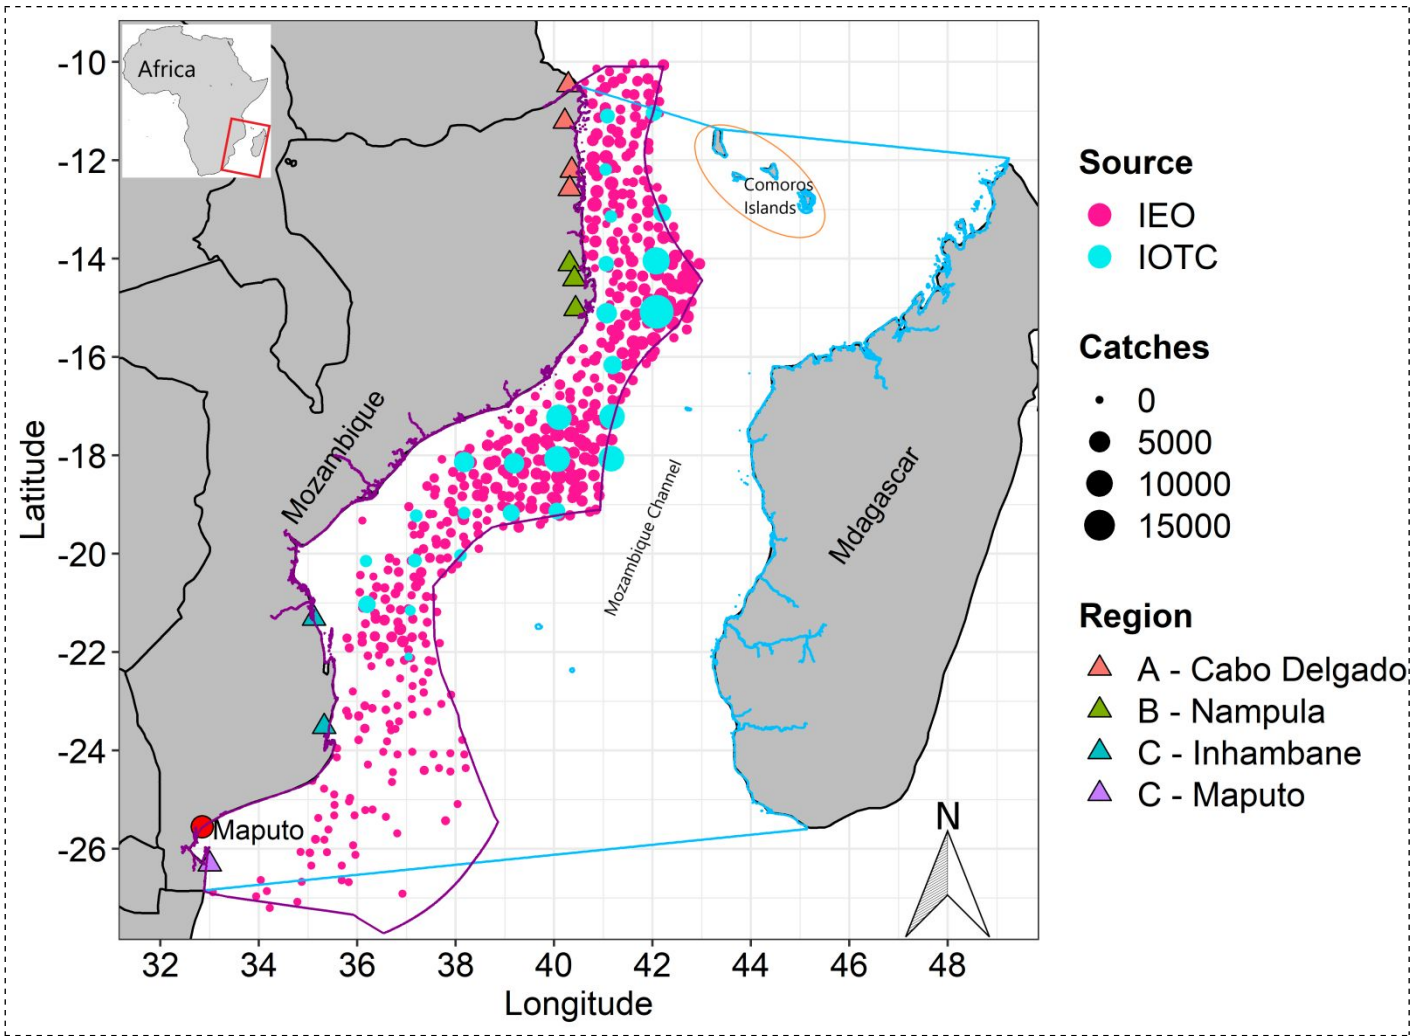 Africa
-10
-12
-14
-16
-18
-20
-22
-24
-26
Latitude
32
34
36
38
40
42
44
46
48
Longitude
Comoros
Islands
Mozambique
Mozambique Channel
Mdagascar
Maputo
N
Source
IEO
IOTC
Catches
0
5000
10000
15000
Region
A - Cabo Delgado
B - Nampula
C - Inhambane
C - Maputo